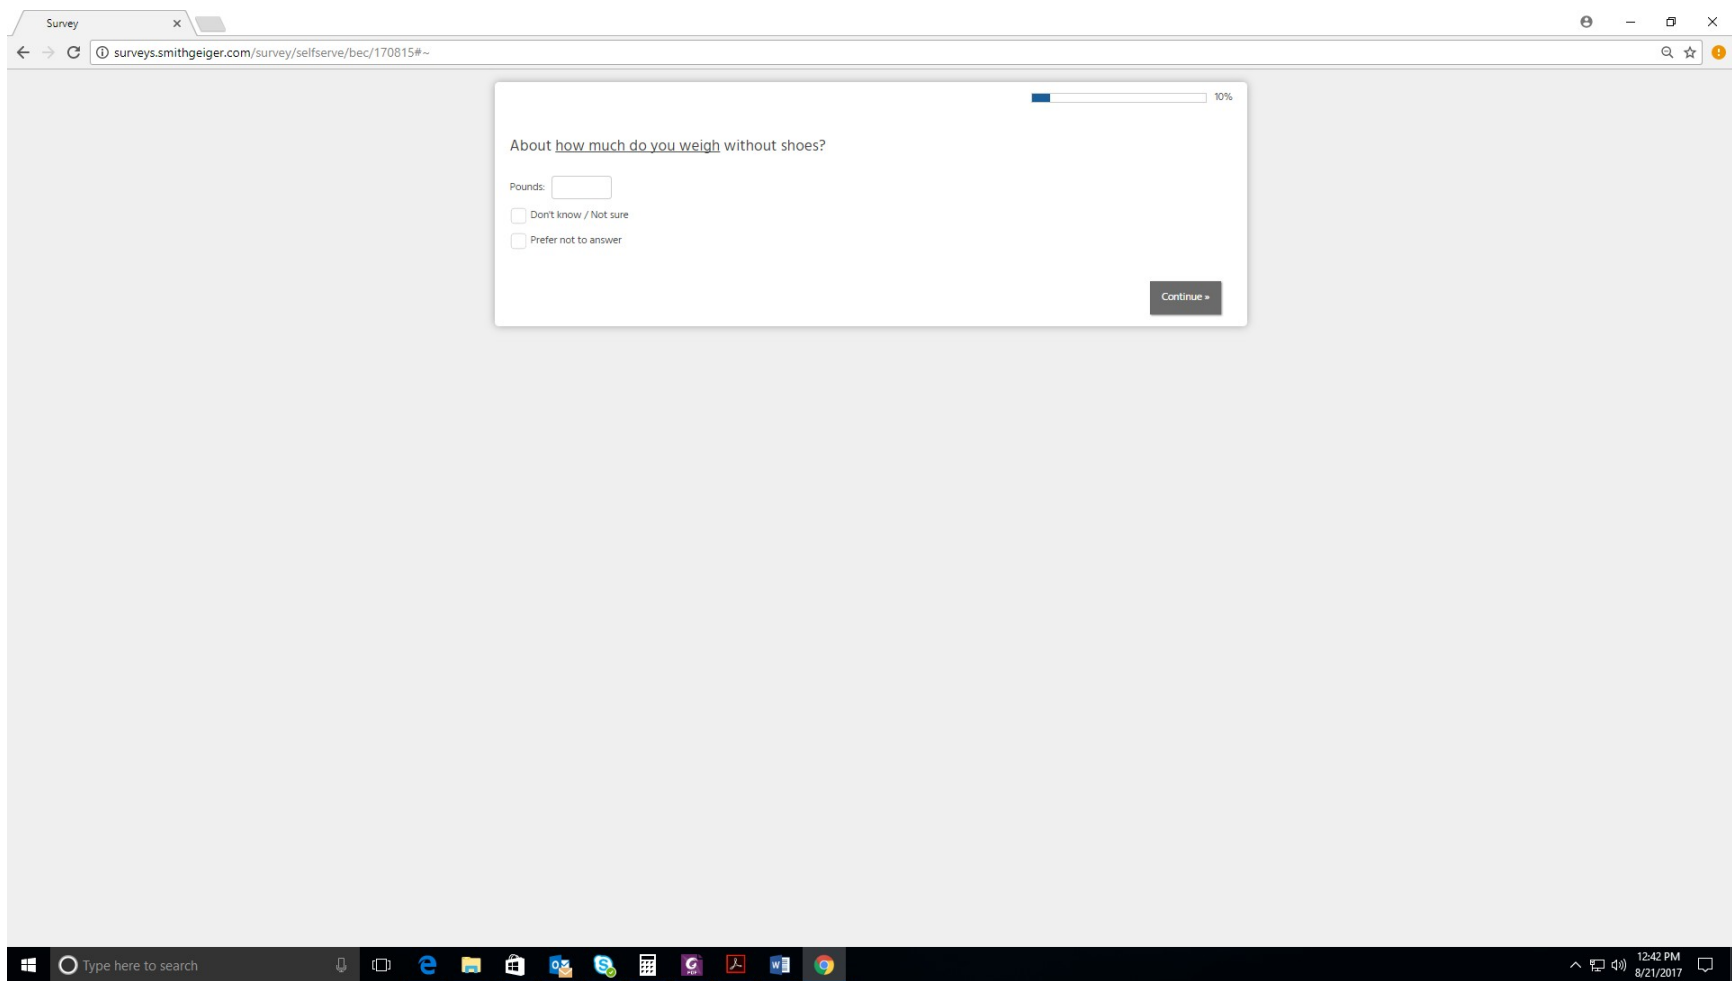 Survey
surveys.smithgeiger.com/survey/selfserve/bec/170815#~
10%
About how much do you weigh without shoes?
Pounds:
Don't know / Not sure
Prefer not to answer
Continue »
Type here to search
12:42 PM
8/21/2017